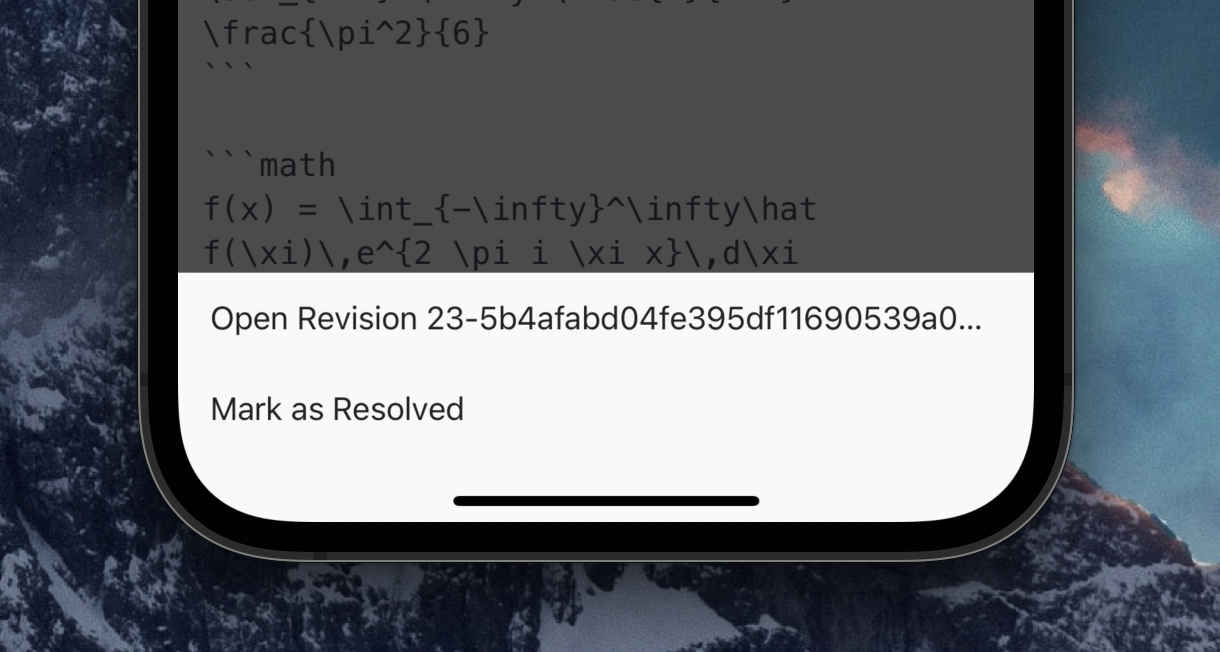 \frac{\pi^2}{6}
```
```math
f(x) = \int_{-\infty}^\infty\hat
f(\xi)\,e^{2 \pi i \xi x}\,d\xi
Open Revision 23-5b4afabd04fe395df11690539a0...
Mark as Resolved